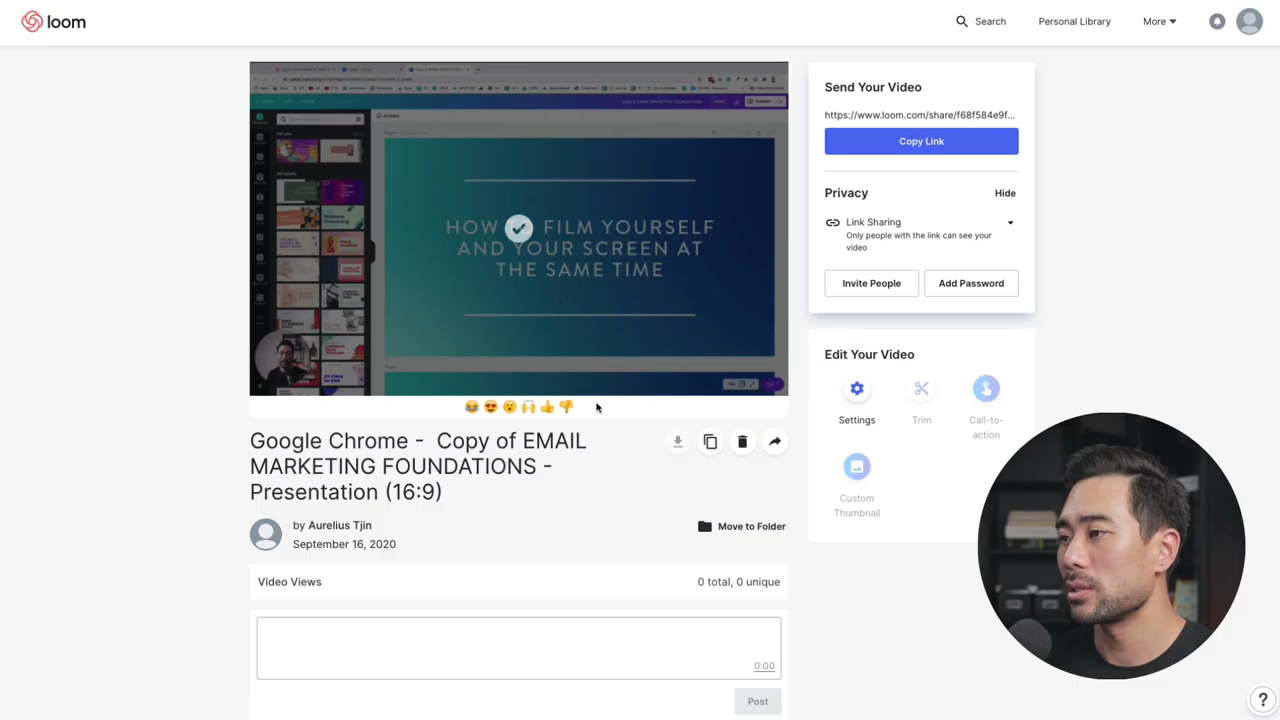 loom
Search
Personal Library
More
HOW FILM YOURSELF
AND YOUR SCREEN AT
THE SAME TIME
Send Your Video
https://www.loom.com/share/f68f584e9f...
Copy Link
Privacy
Hide
Link Sharing
Only people with the link can see your
video
Invite People
Add Password
Edit Your Video
Settings
Trim
Call-to-
action
Custom
Thumbnail
Google Chrome - Copy of EMAIL
MARKETING FOUNDATIONS -
Presentation (16:9)
by Aurelius Tjin
September 16, 2020
Move to Folder
Video Views
0 total, 0 unique
0:00
Post
?